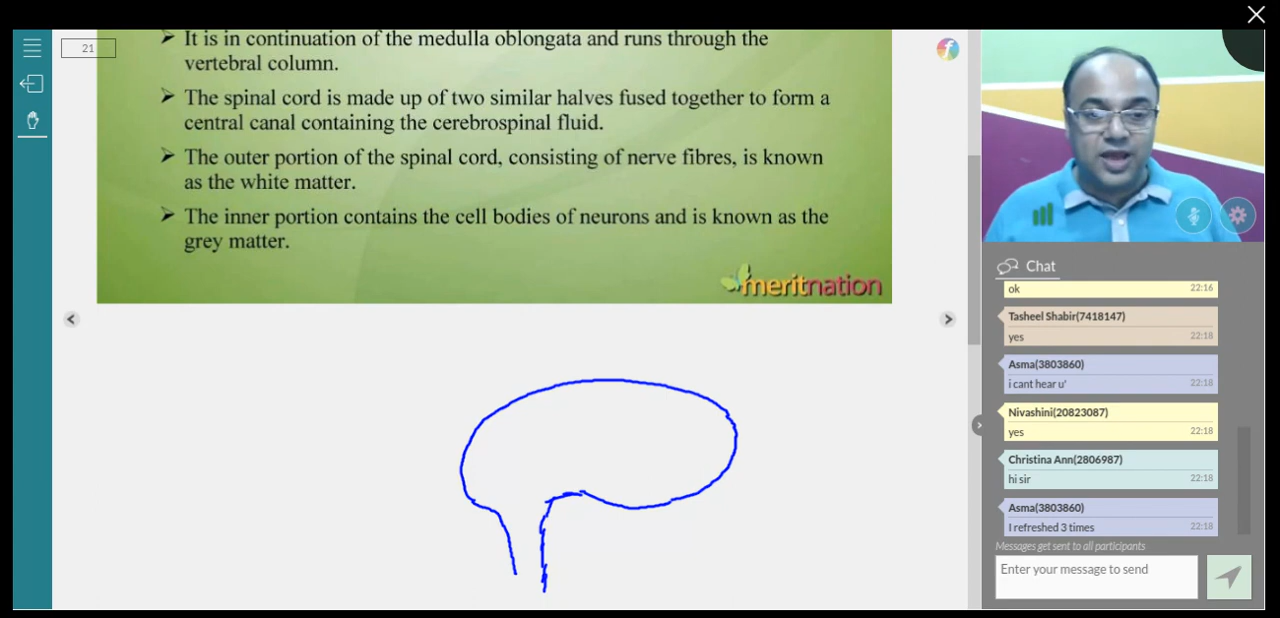 21
It is in continuation of the medulla oblongata and runs through the
vertebral column.
The spinal cord is made up of two similar halves fused together to form a
central canal containing the cerebrospinal fluid.
The outer portion of the spinal cord, consisting of nerve fibres, is known
as the white matter.
The inner portion contains the cell bodies of neurons and is known as the
grey matter.
meritnation
Chat
ok 22:16
Tasheel Shabir(7418147)
yes 22:18
Asma(3803860)
i cant hear u' 22:18
Nivashini(20823087)
yes 22:18
Christina Ann(2806987)
hi sir 22:18
Asma(3803860)
I refreshed 3 times 22:18
Messages get sent to all participants
Enter your message to send